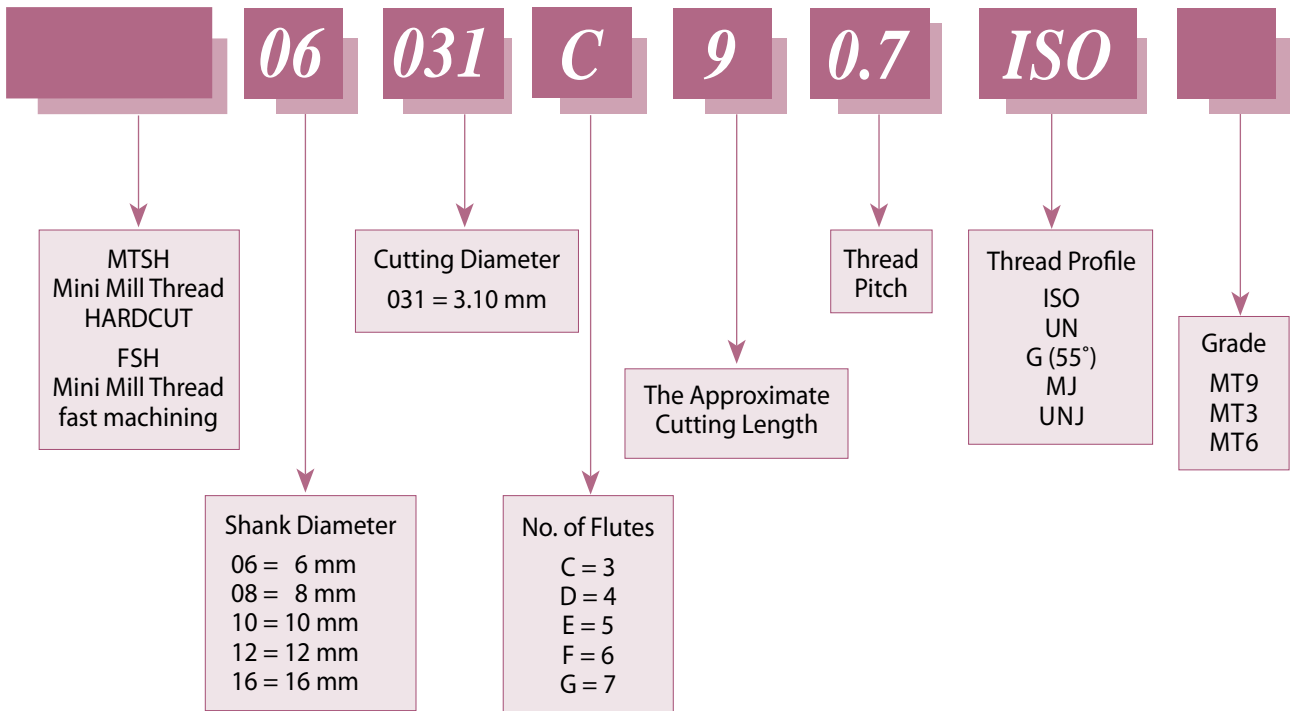 06 031 C 9 0.7 ISO
MTSH
Mini Mill Thread
HARDCUT
FSH
Mini Mill Thread
fast machining
Shank Diameter
06 = 6 mm
08 = 8 mm
10 = 10 mm
12 = 12 mm
16 = 16 mm
Cutting Diameter
031 = 3.10 mm
No. of Flutes
C = 3
D = 4
E = 5
F = 6
G = 7
The Approximate
Cutting Length
Thread
Pitch
Thread Profile
ISO
UN
G (55°)
MJ
UNJ
Grade
MT9
MT3
MT6